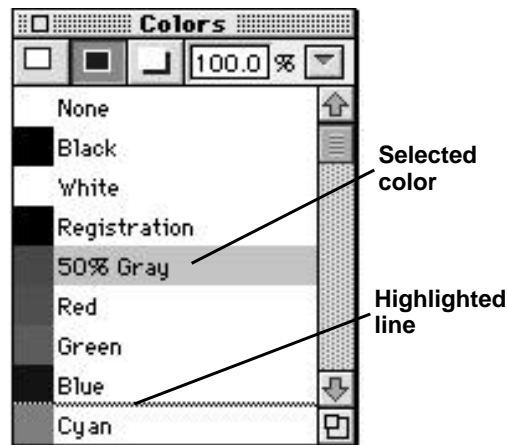 Colors
100.0 %
None
Black
White
Registration
50% Gray
Red
Green
Blue
Cyan
Selected
color
Highlighted
line